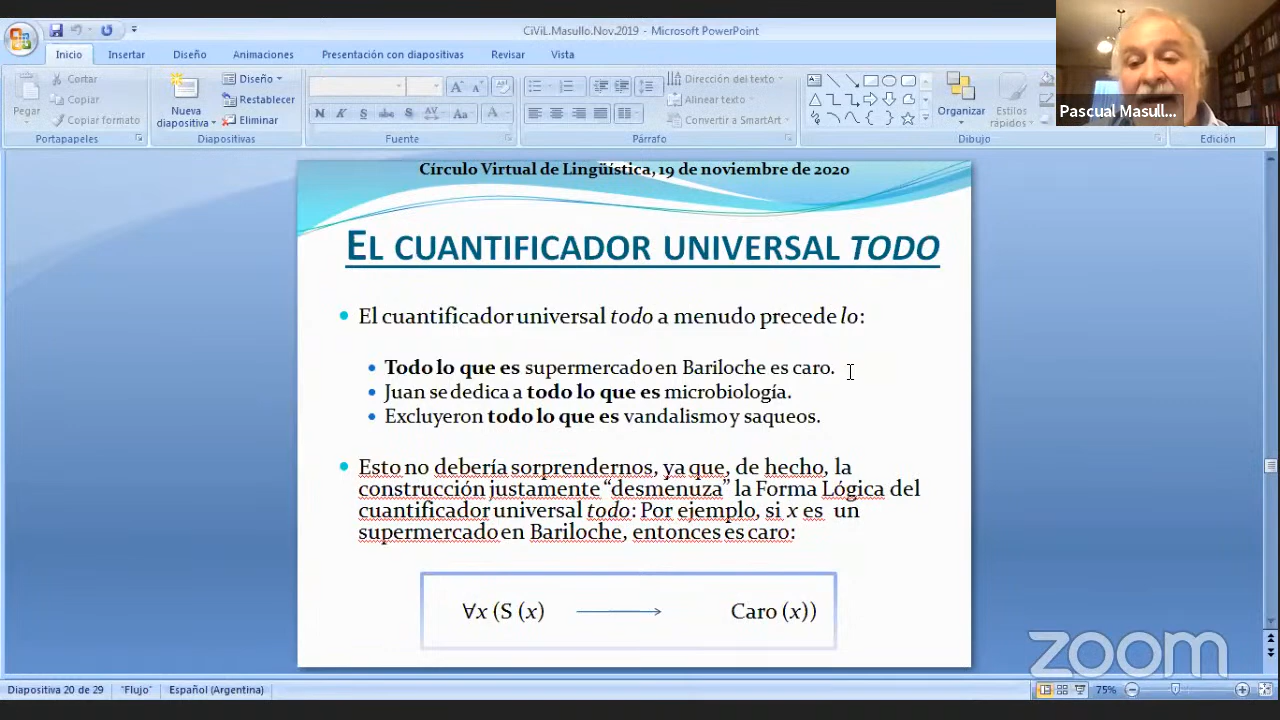 CiViL.Masullo.Nov.2019 - Microsoft PowerPoint
Inicio Insertar Diseño Animaciones Presentación con diapositivas Revisar Vista
Pegar
Cortar
Copiar
Copiar formato
Portapapeles
Nueva diapositiva
Diseño
Restablecer
Eliminar
Diapositivas
N K S abc S AV Aa A
Fuente
Dirección del texto
Alinear texto
Convertir a SmartArt
Párrafo
Organizar
Estilos rápidos
Dibujo
Edición
Pascual Masull...
Círculo Virtual de Lingüística, 19 de noviembre de 2020
EL CUANTIFICADOR UNIVERSAL TODO
El cuantificador universal todo a menudo precede lo:
Todo lo que es supermercado en Bariloche es caro.
Juan se dedica a todo lo que es microbiología.
Excluyeron todo lo que es vandalismo y saqueos.
Esto no debería sorprendernos, ya que, de hecho, la
construcción justamente “desmenuza” la Forma Lógica del
cuantificador universal todo: Por ejemplo, si x es un
supermercado en Bariloche, entonces es caro:
∀x (S (x) ⟶ Caro (x))
zoom
Diapositiva 20 de 29 "Flujo" Español (Argentina) 75%